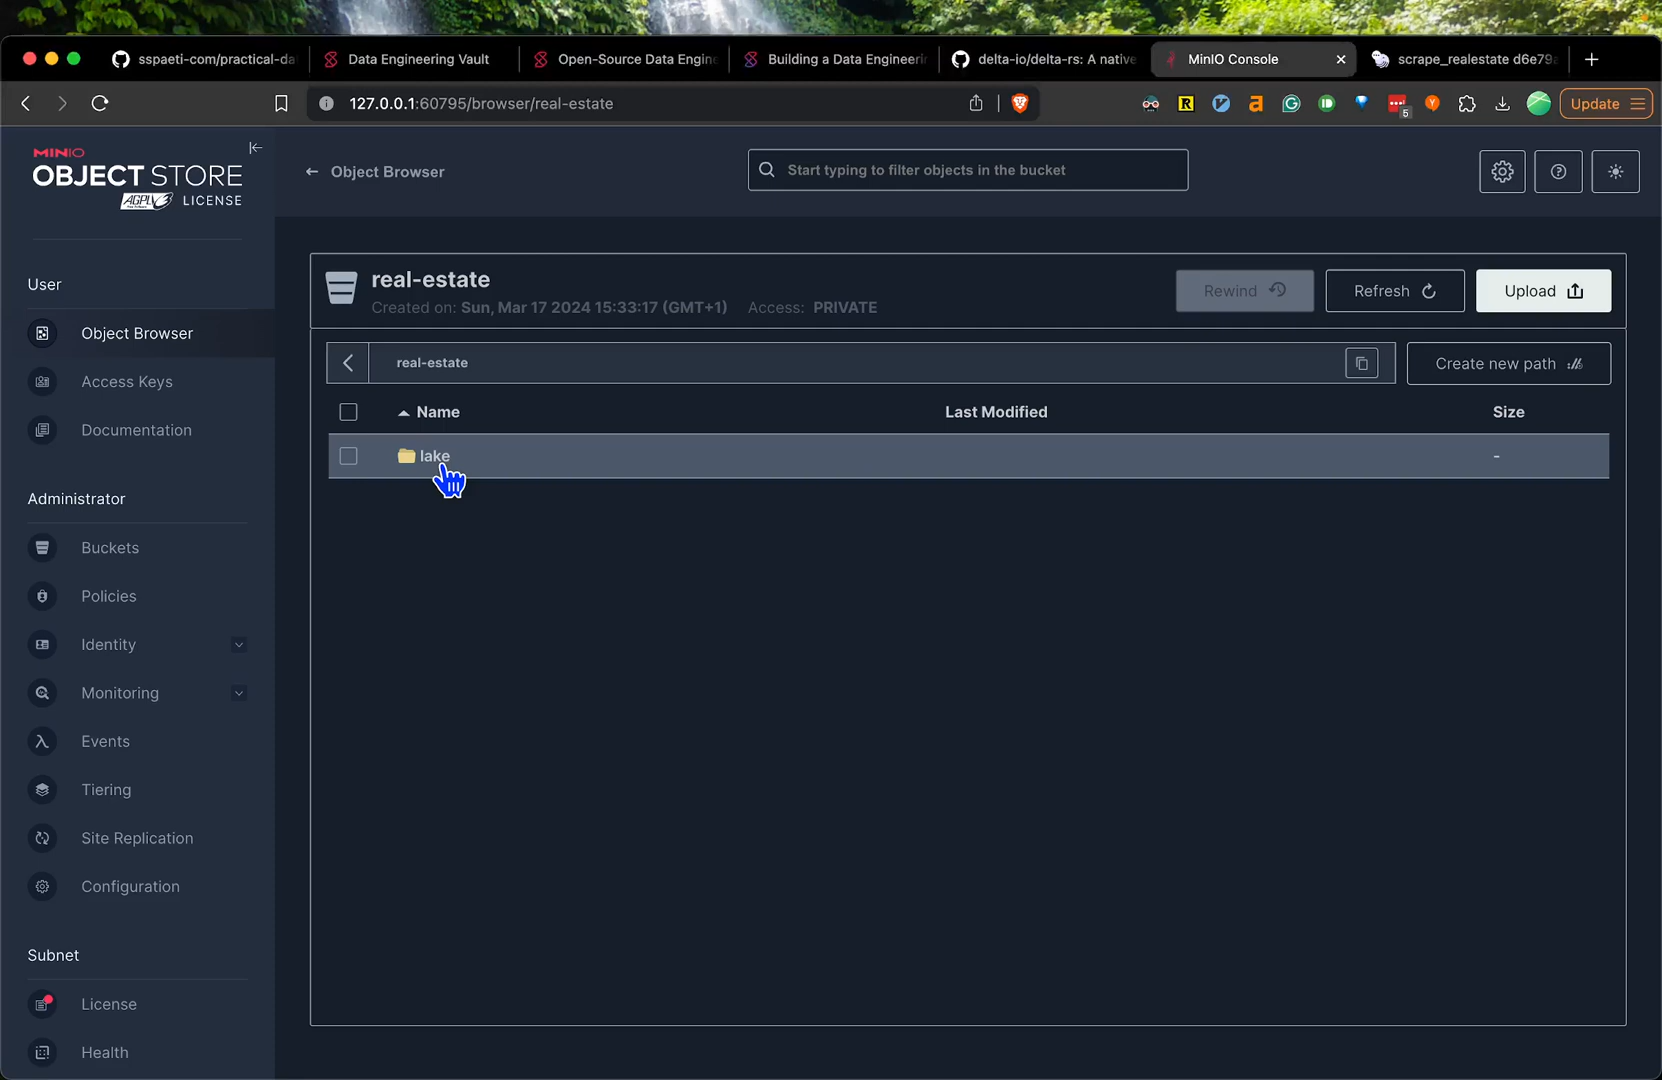 sspaeti-com/practical-da
Data Engineering Vault
Open-Source Data Engine
Building a Data Engineerin
delta-io/delta-rs: A native
MinIO Console
scrape_realestate d6e79a
127.0.0.1:60795/browser/real-estate
5
Update
MINIO
OBJECT STORE
AGPLv3 LICENSE
Object Browser
Start typing to filter objects in the bucket
User
Object Browser
Access Keys
Documentation
Administrator
Buckets
Policies
Identity
Monitoring
Events
Tiering
Site Replication
Configuration
Subnet
License
Health
real-estate
Created on: Sun, Mar 17 2024 15:33:17 (GMT+1) Access: PRIVATE
Rewind
Refresh
Upload
real-estate
Create new path
Name Last Modified Size
lake -